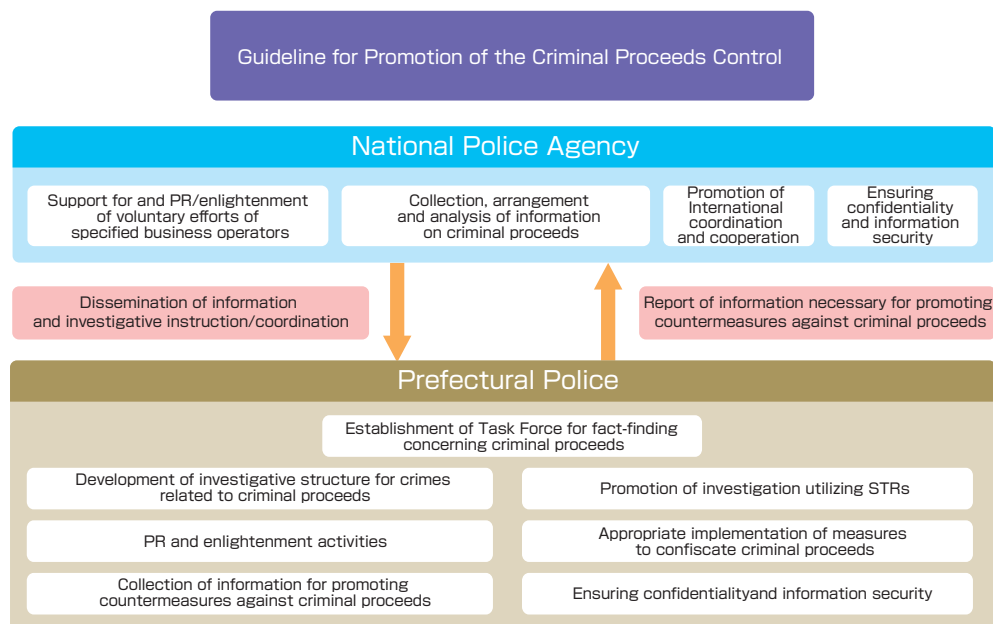 Guideline for Promotion of the Criminal Proceeds Control
National Police Agency
Support for and PR/enlightenment
of voluntary efforts of
specified business operators
Collection, arrangement
and analysis of information
on criminal proceeds
Promotion of
International
coordination
and cooperation
Ensuring
confidentiality
and information
security
Dissemination of information
and investigative instruction/coordination
Report of information necessary for promoting
countermeasures against criminal proceeds
Prefectural Police
Establishment of Task Force for fact-finding
concerning criminal proceeds
Development of investigative structure for crimes
related to criminal proceeds
Promotion of investigation utilizing STRs
PR and enlightenment activities
Appropriate implementation of measures
to confiscate criminal proceeds
Collection of information for promoting
countermeasures against criminal proceeds
Ensuring confidentialityand information security